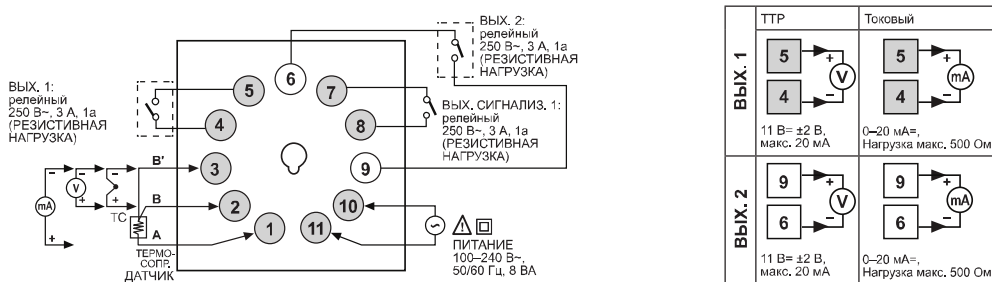 ВЫХ. 2:
релейный
250 В~, 3 А, 1a
(РЕЗИСТИВНАЯ
НАГРУЗКА)
ВЫХ. 1:
релейный
250 В~, 3 А, 1a
(РЕЗИСТИВНАЯ
НАГРУЗКА)
ВЫХ. СИГНАЛИЗ. 1:
релейный
250 В~, 3 А, 1a
(РЕЗИСТИВНАЯ
НАГРУЗКА)
6
5
7
4
8
3
9
2
10
1
11
B'
B
A
mA
V
ТС
- - -
+ + +
ТЕРМО-
СОПР.
ДАТЧИК
ПИТАНИЕ
100–240 В~,
50/60 Гц, 8 ВА
ТТР
Токовый
ВЫХ. 1
5
+
V
4
−
11 В= ±2 В,
макс. 20 мА
5
+
mA
4
−
0–20 мА=,
Нагрузка макс. 500 Ом
ВЫХ. 2
9
+
V
6
−
11 В= ±2 В,
макс. 20 мА
9
+
mA
6
−
0–20 мА=,
Нагрузка макс. 500 Ом